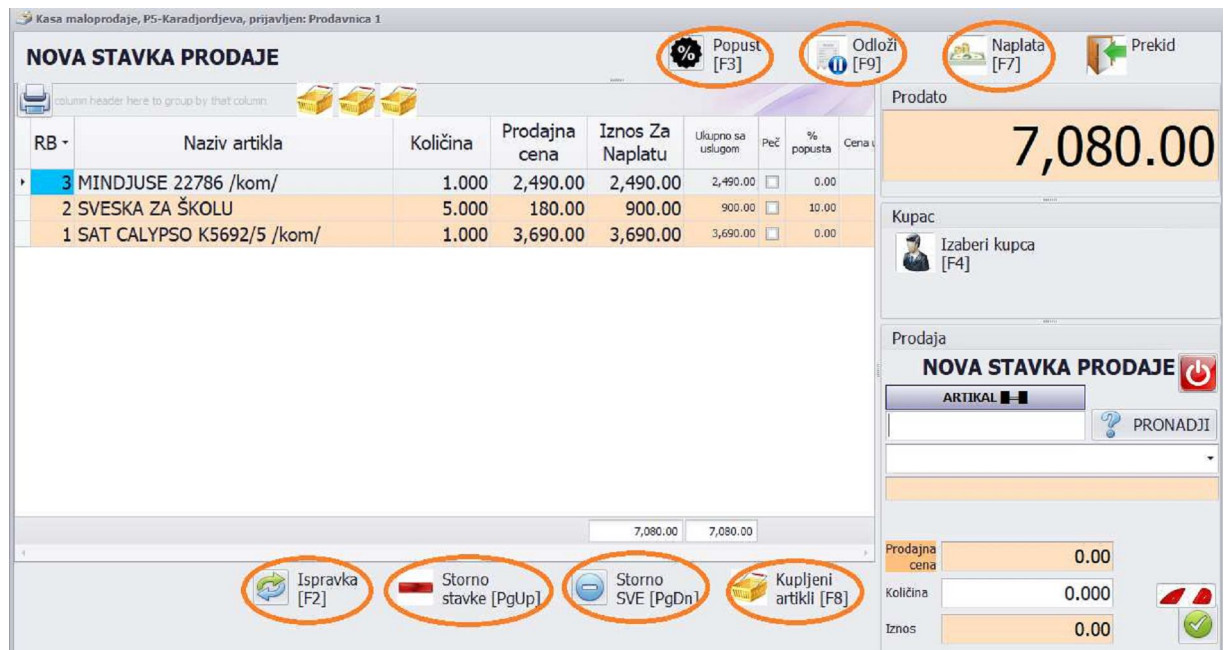 Kasa maloprodaje, P5-Karadjordjeva, prijavljen: Prodavnica 1
NOVA STAVKA PRODAJE
Popust
[F3]
Odloži
[F9]
Naplata
[F7]
Prekid
column header here to group by that column
RB Naziv artikla Količina Prodajna cena Iznos Za Naplatu Ukupno sa uslugom Peč % popusta Cena
3 MINDJUSE 22786 /kom/ 1.000 2,490.00 2,490.00 2,490.00 0.00
2 SVESKA ZA ŠKOLU 5.000 180.00 900.00 900.00 10.00
1 SAT CALYPSO K5692/5 /kom/ 1.000 3,690.00 3,690.00 3,690.00 0.00
7,080.00 7,080.00
Ispravka
[F2]
Storno
stavke [PgUp]
Storno
SVE [PgDn]
Kupljeni
artikli [F8]
Prodato
7,080.00
Kupac
Izaberi kupca
[F4]
Prodaja
NOVA STAVKA PRODAJE
ARTIKAL
PRONADJI
Prodajna
cena 0.00
Količina 0.000
Iznos 0.00